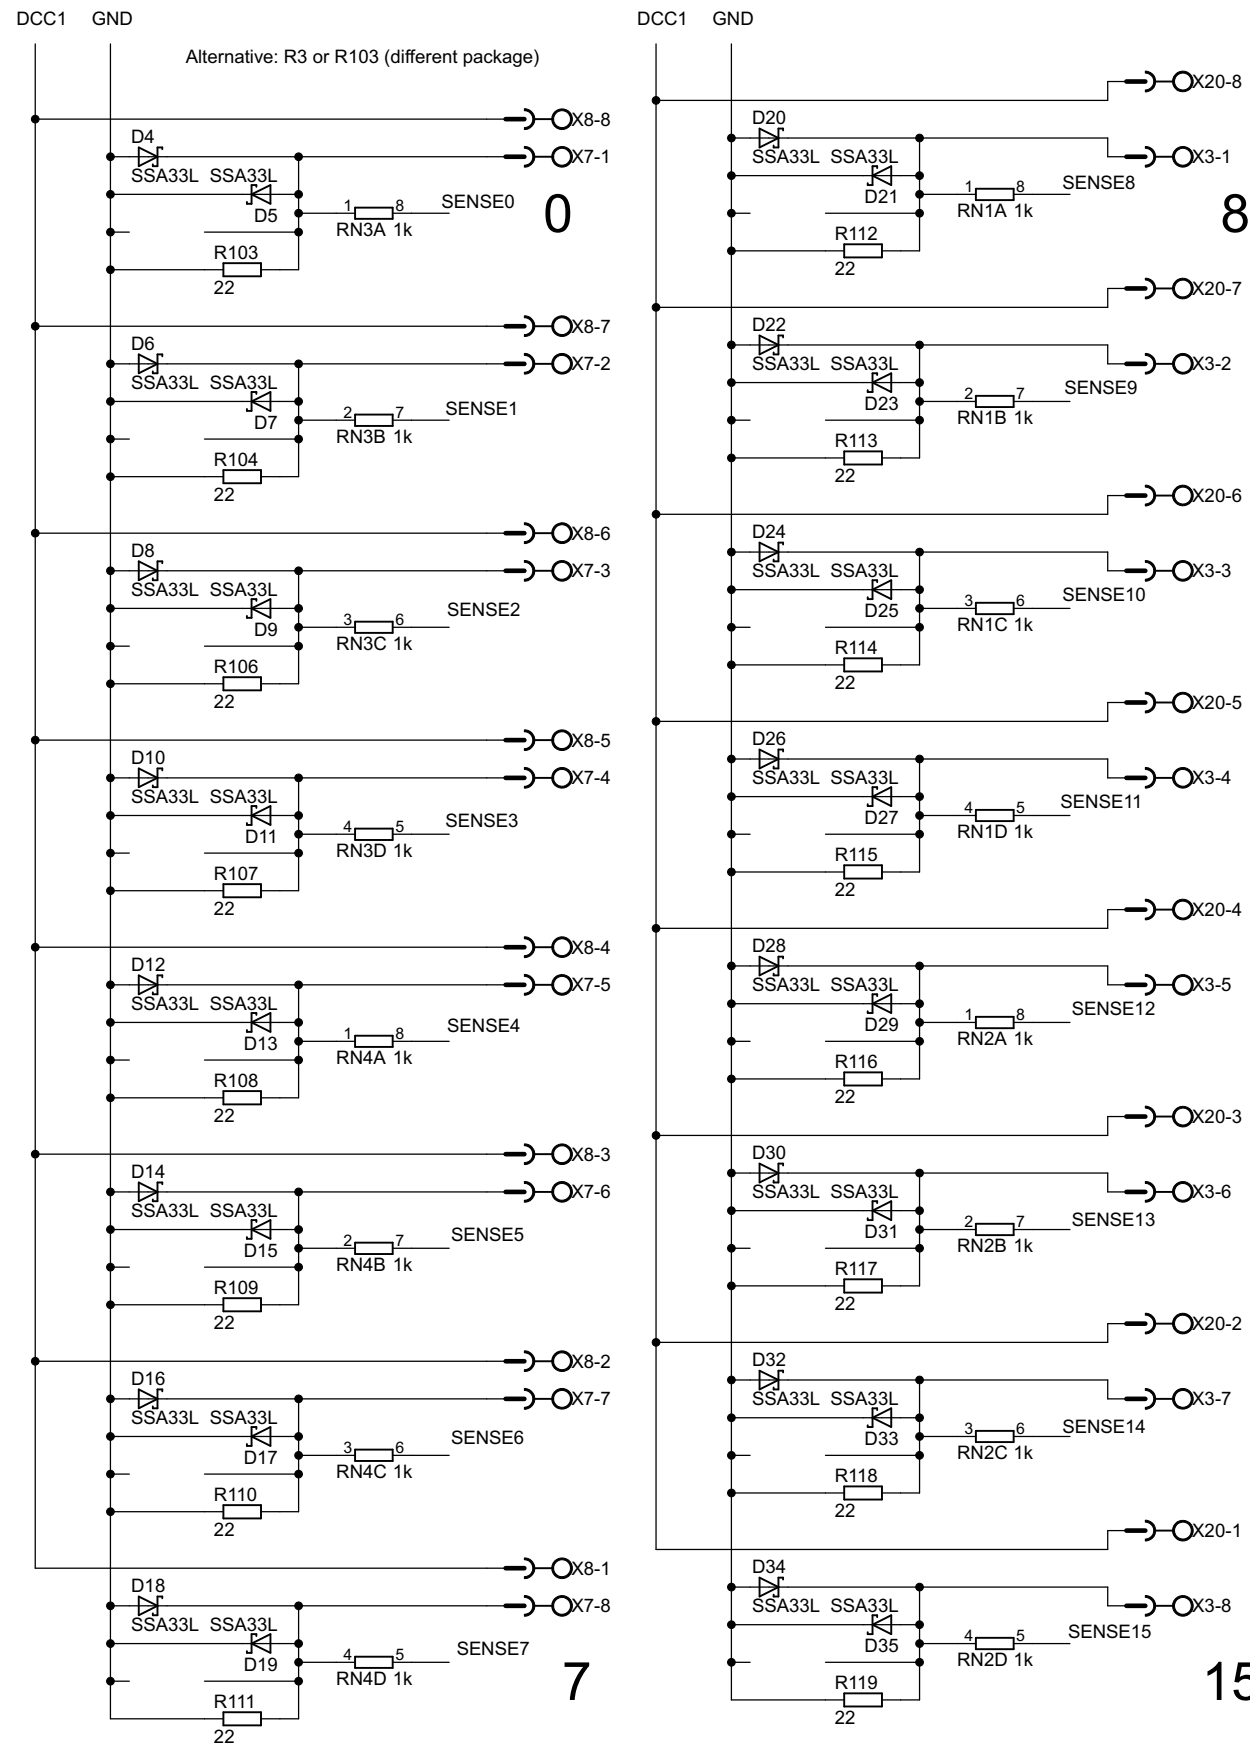 DCC1 GND
Alternative: R3 or R103 (different package)
X8-8
D4
X7-1
SSA33L SSA33L
SENSE0
D5
1 8
RN3A 1k
0
R103
22
X8-7
D6
X7-2
SSA33L SSA33L
SENSE1
D7
2 7
RN3B 1k
R104
22
X8-6
D8
X7-3
SSA33L SSA33L
SENSE2
D9
3 6
RN3C 1k
R106
22
X8-5
D10
X7-4
SSA33L SSA33L
SENSE3
D11
4 5
RN3D 1k
R107
22
X8-4
D12
X7-5
SSA33L SSA33L
SENSE4
D13
1 8
RN4A 1k
R108
22
X8-3
D14
X7-6
SSA33L SSA33L
SENSE5
D15
2 7
RN4B 1k
R109
22
X8-2
D16
X7-7
SSA33L SSA33L
SENSE6
D17
3 6
RN4C 1k
R110
22
X8-1
D18
X7-8
SSA33L SSA33L
SENSE7
D19
4 5
RN4D 1k
7
R111
22
DCC1 GND
X20-8
D20
X3-1
SSA33L SSA33L
SENSE8
D21
1 8
RN1A 1k
8
R112
22
X20-7
D22
X3-2
SSA33L SSA33L
SENSE9
D23
2 7
RN1B 1k
R113
22
X20-6
D24
X3-3
SSA33L SSA33L
SENSE10
D25
3 6
RN1C 1k
R114
22
X20-5
D26
X3-4
SSA33L SSA33L
SENSE11
D27
4 5
RN1D 1k
R115
22
X20-4
D28
X3-5
SSA33L SSA33L
SENSE12
D29
1 8
RN2A 1k
R116
22
X20-3
D30
X3-6
SSA33L SSA33L
SENSE13
D31
2 7
RN2B 1k
R117
22
X20-2
D32
X3-7
SSA33L SSA33L
SENSE14
D33
3 6
RN2C 1k
R118
22
X20-1
D34
X3-8
SSA33L SSA33L
SENSE15
D35
4 5
RN2D 1k
15
R119
22